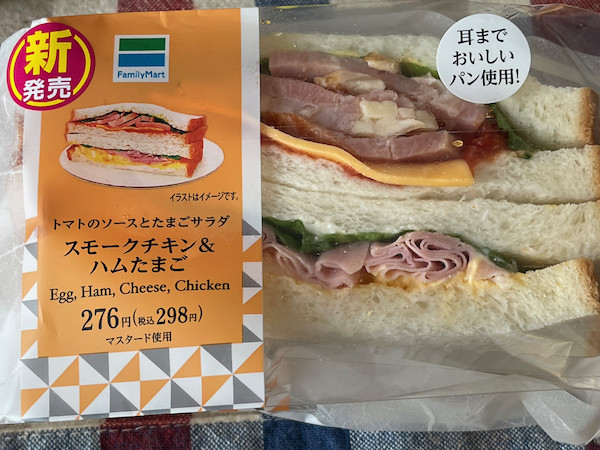 新
発売
FamilyMart
イラストはイメージです。
トマトのソースとたまごサラダ
スモークチキン&
ハムたまご
Egg, Ham, Cheese, Chicken
276円(税込298円)
マスタード使用
耳まで
おいしい
パン使用!